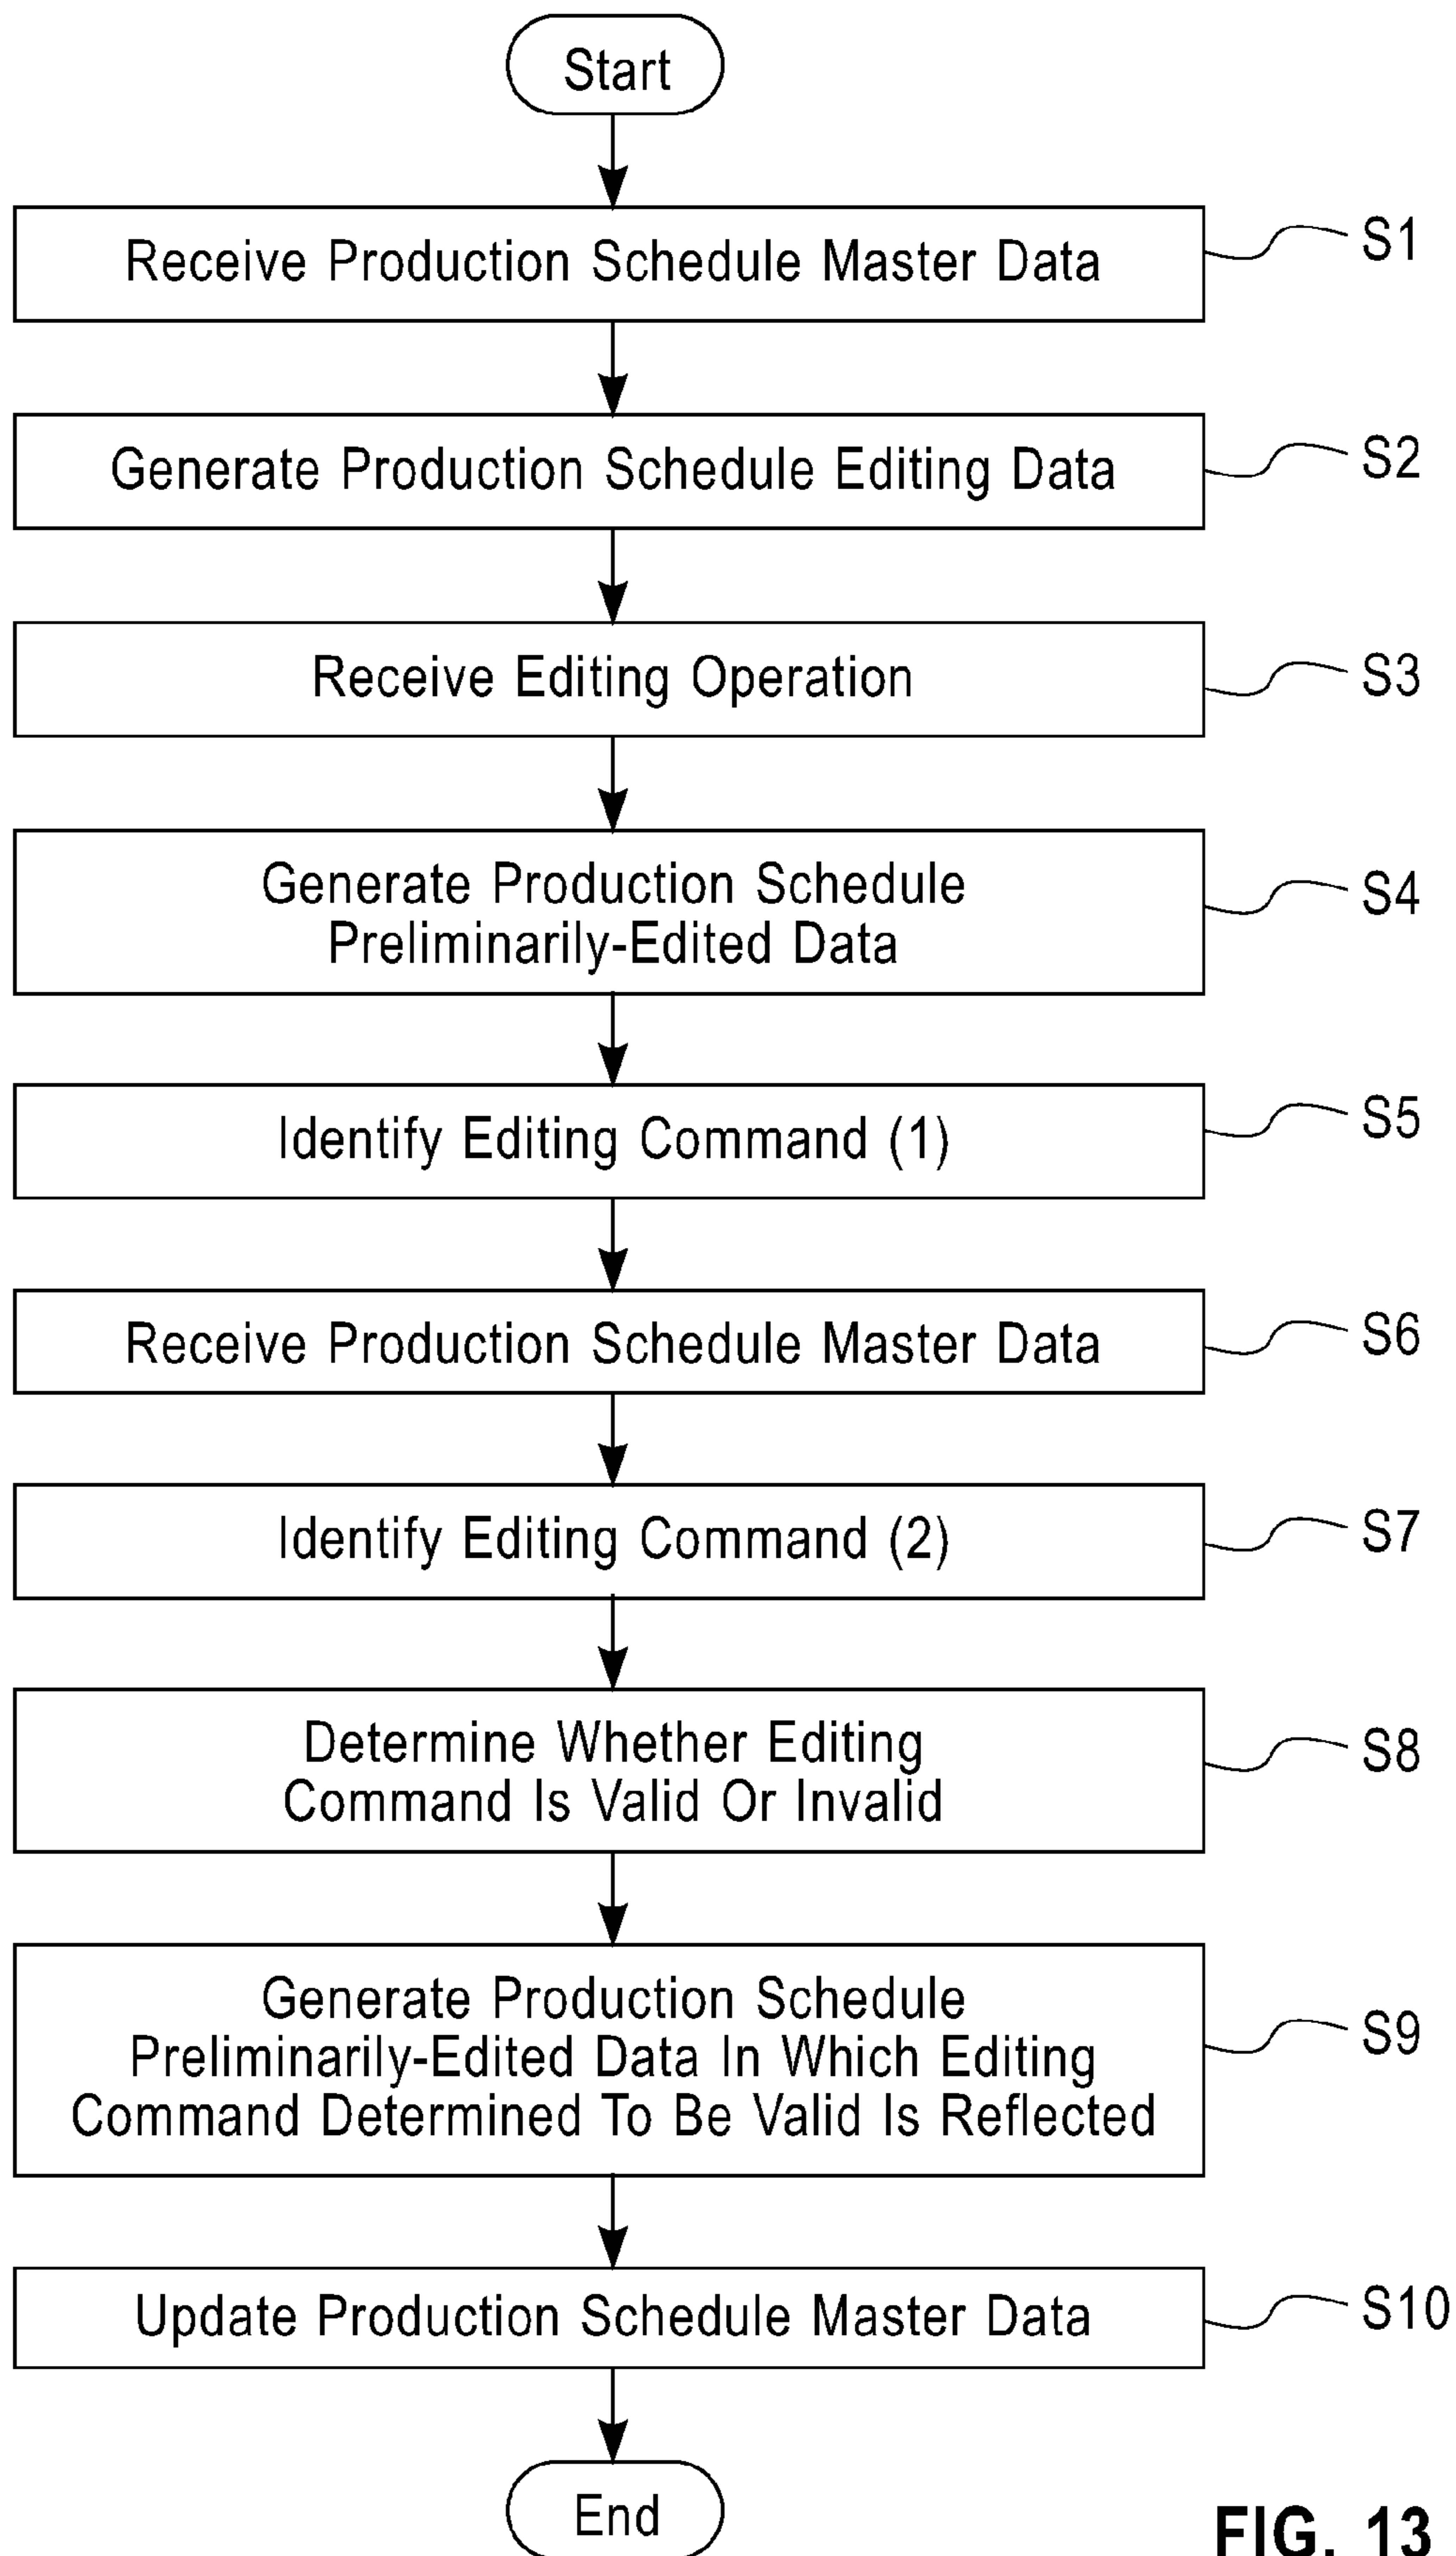 Start
Receive Production Schedule Master Data
S1
Generate Production Schedule Editing Data
S2
Receive Editing Operation
S3
Generate Production Schedule
Preliminarily-Edited Data
S4
Identify Editing Command (1)
S5
Receive Production Schedule Master Data
S6
Identify Editing Command (2)
S7
Determine Whether Editing
Command Is Valid Or Invalid
S8
Generate Production Schedule
Preliminarily-Edited Data In Which Editing
Command Determined To Be Valid Is Reflected
S9
Update Production Schedule Master Data
S10
End
FIG. 13